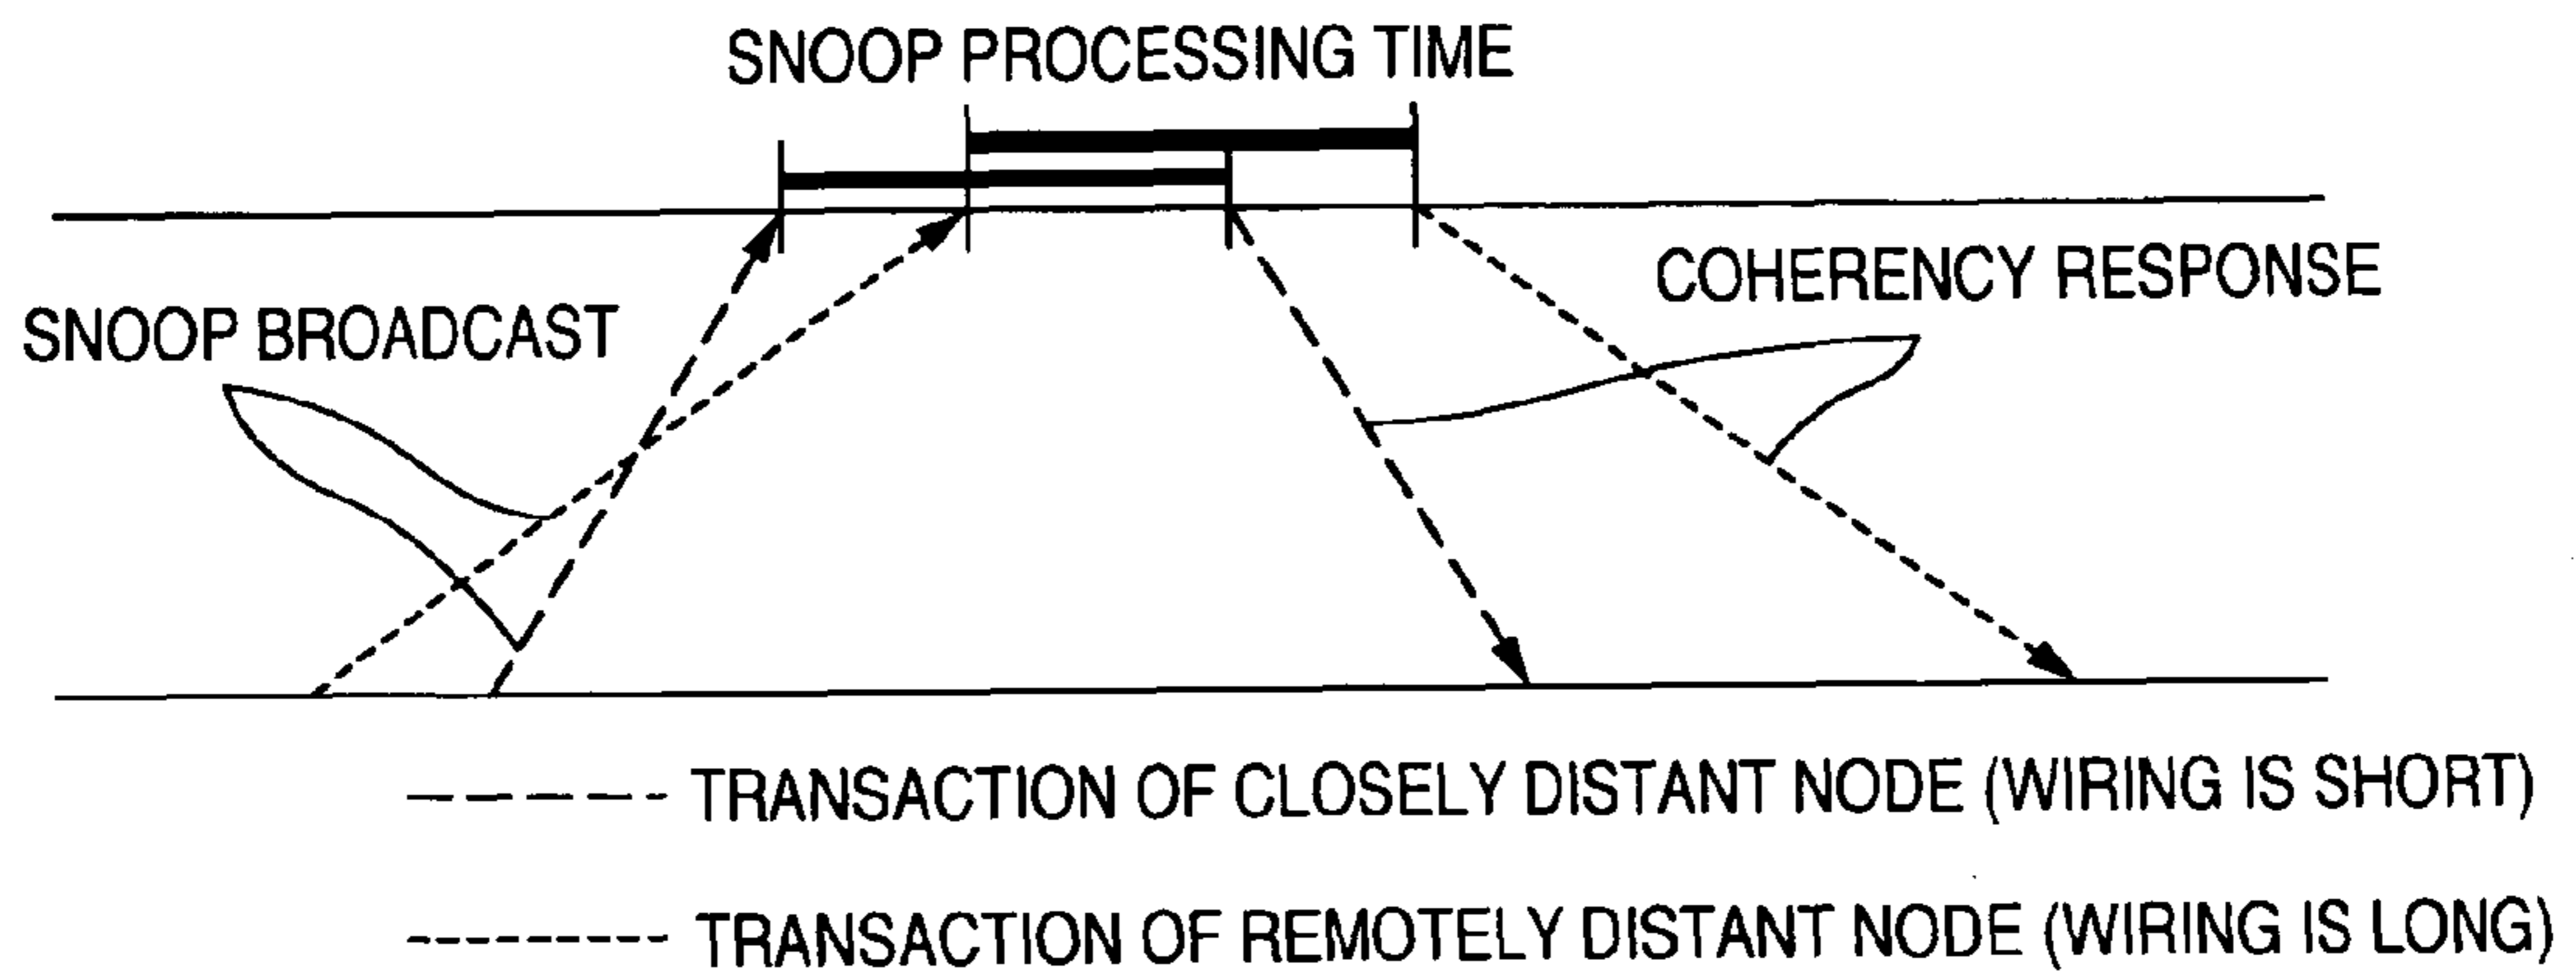 SNOOP PROCESSING TIME
SNOOP BROADCAST
COHERENCY RESPONSE
TRANSACTION OF CLOSELY DISTANT NODE (WIRING IS SHORT)
TRANSACTION OF REMOTELY DISTANT NODE (WIRING IS LONG)